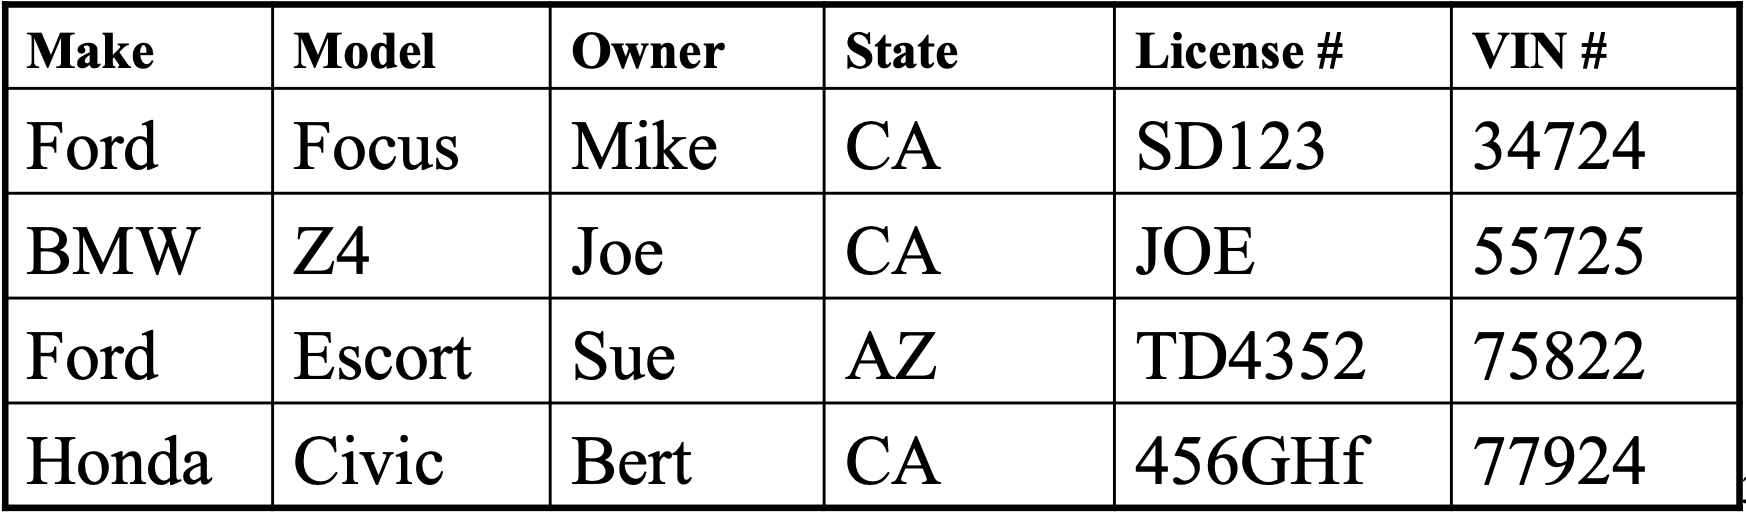 Make Model Owner State License # VIN #
Ford Focus Mike CA SD123 34724
BMW Z4 Joe CA JOE 55725
Ford Escort Sue AZ TD4352 75822
Honda Civic Bert CA 456GHf 77924